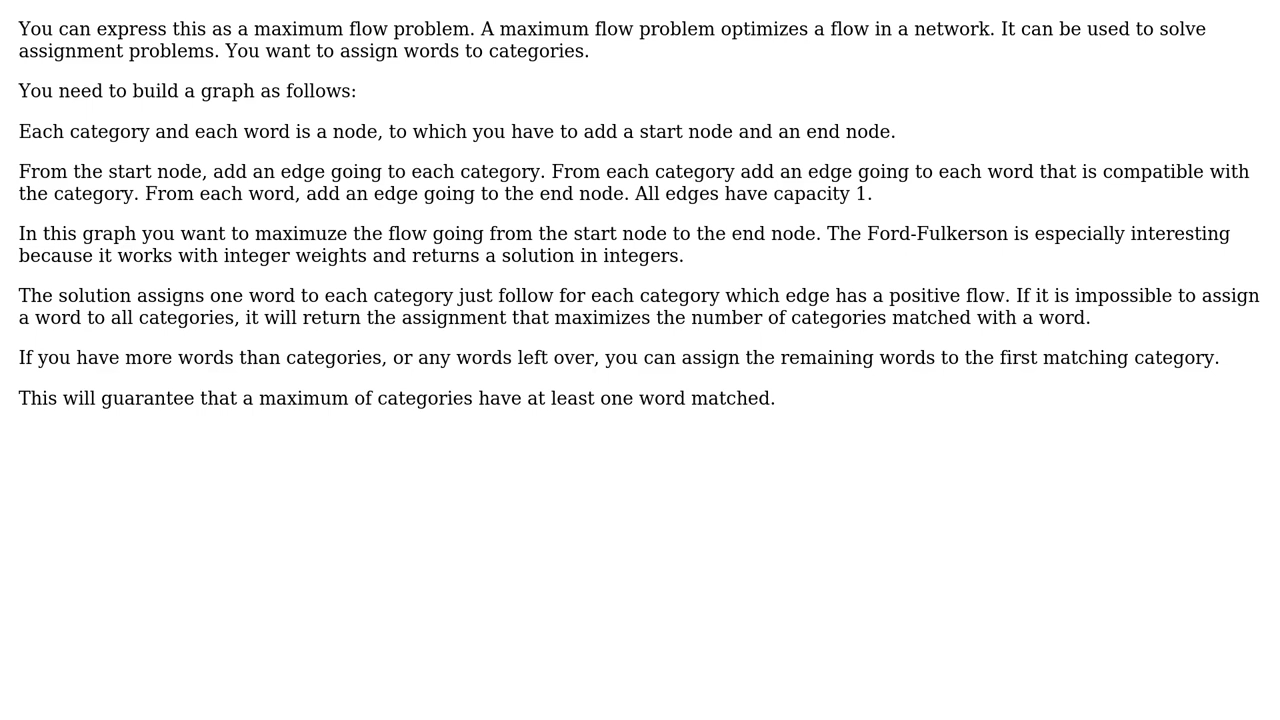 You can express this as a maximum flow problem. A maximum flow problem optimizes a flow in a network. It can be used to solve
assignment problems. You want to assign words to categories.
You need to build a graph as follows:
Each category and each word is a node, to which you have to add a start node and an end node.
From the start node, add an edge going to each category. From each category add an edge going to each word that is compatible with
the category. From each word, add an edge going to the end node. All edges have capacity 1.
In this graph you want to maximuze the flow going from the start node to the end node. The Ford-Fulkerson is especially interesting
because it works with integer weights and returns a solution in integers.
The solution assigns one word to each category just follow for each category which edge has a positive flow. If it is impossible to assign
a word to all categories, it will return the assignment that maximizes the number of categories matched with a word.
If you have more words than categories, or any words left over, you can assign the remaining words to the first matching category.
This will guarantee that a maximum of categories have at least one word matched.